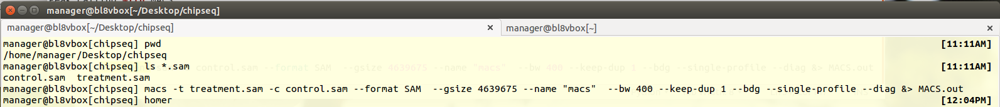 manager@bl8vbox[~/Desktop/chipseq]
manager@bl8vbox[~/Desktop/chipseq] × manager@bl8vbox[~] ×
manager@bl8vbox[chipseq] pwd [11:11AM]
/home/manager/Desktop/chipseq
manager@bl8vbox[chipseq] ls *.sam [11:11AM]
control.sam  treatment.sam
manager@bl8vbox[chipseq] macs -t treatment.sam -c control.sam --format SAM  --gsize 4639675 --name "macs"  --bw 400 --keep-dup 1 --bdg --single-profile --diag &> MACS.out
manager@bl8vbox[chipseq] homer [12:04PM]